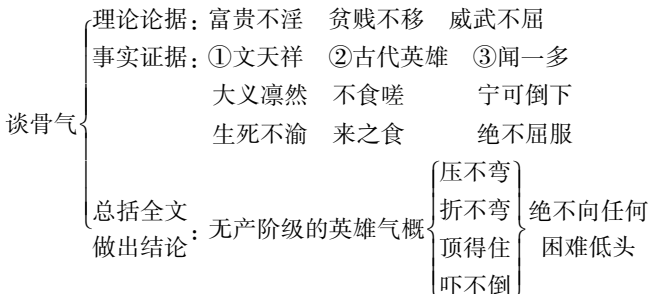 理论论据：富贵不淫　贫贱不移　威武不屈
事实证据：①文天祥　②古代英雄　③闻一多
大义凛然　不食嗟　宁可倒下
生死不渝　来之食　绝不屈服
谈骨气
总括全文
做出结论：无产阶级的英雄气概
压不弯
折不弯
顶得住
吓不倒
绝不向任何
困难低头